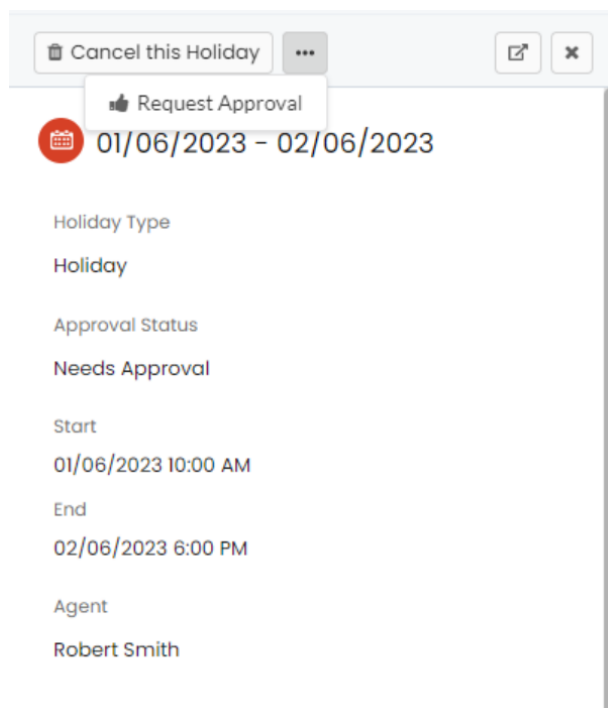 Cancel this Holiday
Request Approval
01/06/2023 - 02/06/2023
Holiday Type
Holiday
Approval Status
Needs Approval
Start
01/06/2023 10:00 AM
End
02/06/2023 6:00 PM
Agent
Robert Smith